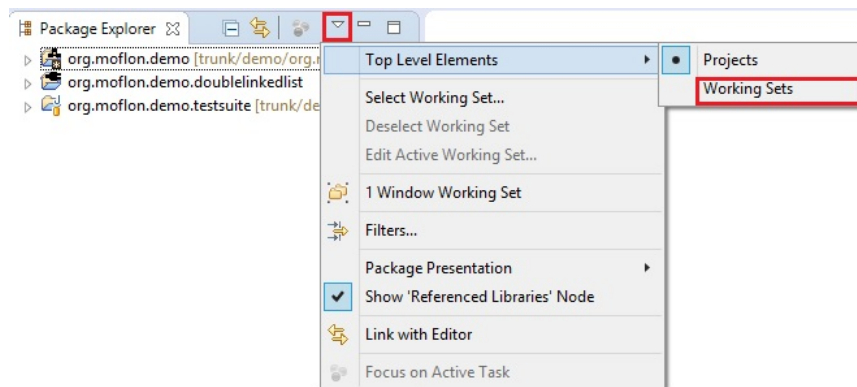 Package Explorer
org.moflon.demo [trunk/demo/org.
org.moflon.demo.doublelinkedlist
org.moflon.demo.testsuite [trunk/de
Top Level Elements
Projects
Working Sets
Select Working Set...
Deselect Working Set
Edit Active Working Set...
1 Window Working Set
Filters...
Package Presentation
Show 'Referenced Libraries' Node
Link with Editor
Focus on Active Task